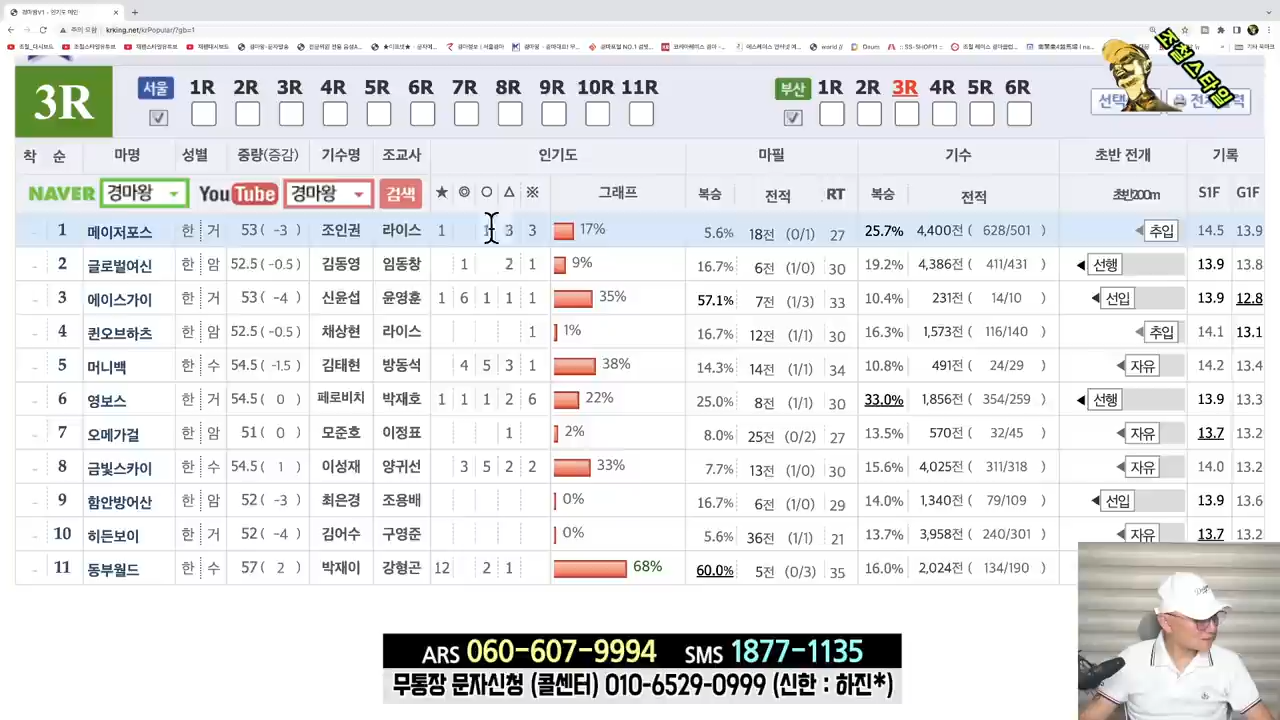 경마왕V1 - 인기도 메인
주의 요함 krking.net/krPopular/?gb=1
3R 서울 1R 2R 3R 4R 5R 6R 7R 8R 9R 10R 11R 부산 1R 2R 3R 4R 5R 6R
조철스타일
착 순 마명 성별 중량(증감) 기수명 조교사 인기도 마필 기수 초반 전개 기록
NAVER 경마왕 YouTube 경마왕 검색 ★ ◎ ○ △ ※ 그래프 복승 전적 RT 복승 전적 초반200m S1F G1F
1 메이저포스 한 거 53 ( -3 ) 조인권 라이스 1 1 3 3 17% 5.6% 18전 (0/1) 27 25.7% 4,400전 ( 628/501 ) 추입 14.5 13.9
2 글로벌여신 한 암 52.5 ( -0.5 ) 김동영 임동창 1 2 1 9% 16.7% 6전 (1/0) 30 19.2% 4,386전 ( 411/431 ) 선행 13.9 13.8
3 에이스가이 한 거 53 ( -4 ) 신윤섭 윤영훈 1 6 1 1 1 35% 57.1% 7전 (1/3) 33 10.4% 231전 ( 14/10 ) 선입 13.9 12.8
4 퀸오브하츠 한 암 52.5 ( -0.5 ) 채상현 라이스 1 1% 16.7% 12전 (1/1) 30 16.3% 1,573전 ( 116/140 ) 추입 14.1 13.1
5 머니백 한 수 54.5 ( -1.5 ) 김태현 방동석 4 5 3 1 38% 14.3% 14전 (1/1) 34 10.8% 491전 ( 24/29 ) 자유 14.2 13.4
6 영보스 한 거 54.5 ( 0 ) 페로비치 박재호 1 1 1 2 6 22% 25.0% 8전 (1/1) 30 33.0% 1,856전 ( 354/259 ) 선행 13.9 13.3
7 오메가걸 한 암 51 ( 0 ) 모준호 이정표 1 2% 8.0% 25전 (0/2) 27 13.5% 570전 ( 32/45 ) 자유 13.7 13.2
8 금빛스카이 한 수 54.5 ( 1 ) 이성재 양귀선 3 5 2 2 33% 7.7% 13전 (1/0) 30 15.6% 4,025전 ( 311/318 ) 자유 14.0 13.2
9 함안방어산 한 암 52 ( -3 ) 최은경 조용배 0% 16.7% 6전 (1/0) 29 14.0% 1,340전 ( 79/109 ) 선입 13.9 13.6
10 히든보이 한 거 52 ( -4 ) 김어수 구영준 0% 5.6% 36전 (1/1) 21 13.7% 3,958전 ( 240/301 ) 자유 13.7 13.2
11 동부월드 한 수 57 ( 2 ) 박재이 강형곤 12 2 1 68% 60.0% 5전 (0/3) 35 16.0% 2,024전 ( 134/190 )
ARS 060-607-9994 SMS 1877-1135
무통장 문자신청 (콜센터) 010-6529-0999 (신한 : 하진*)